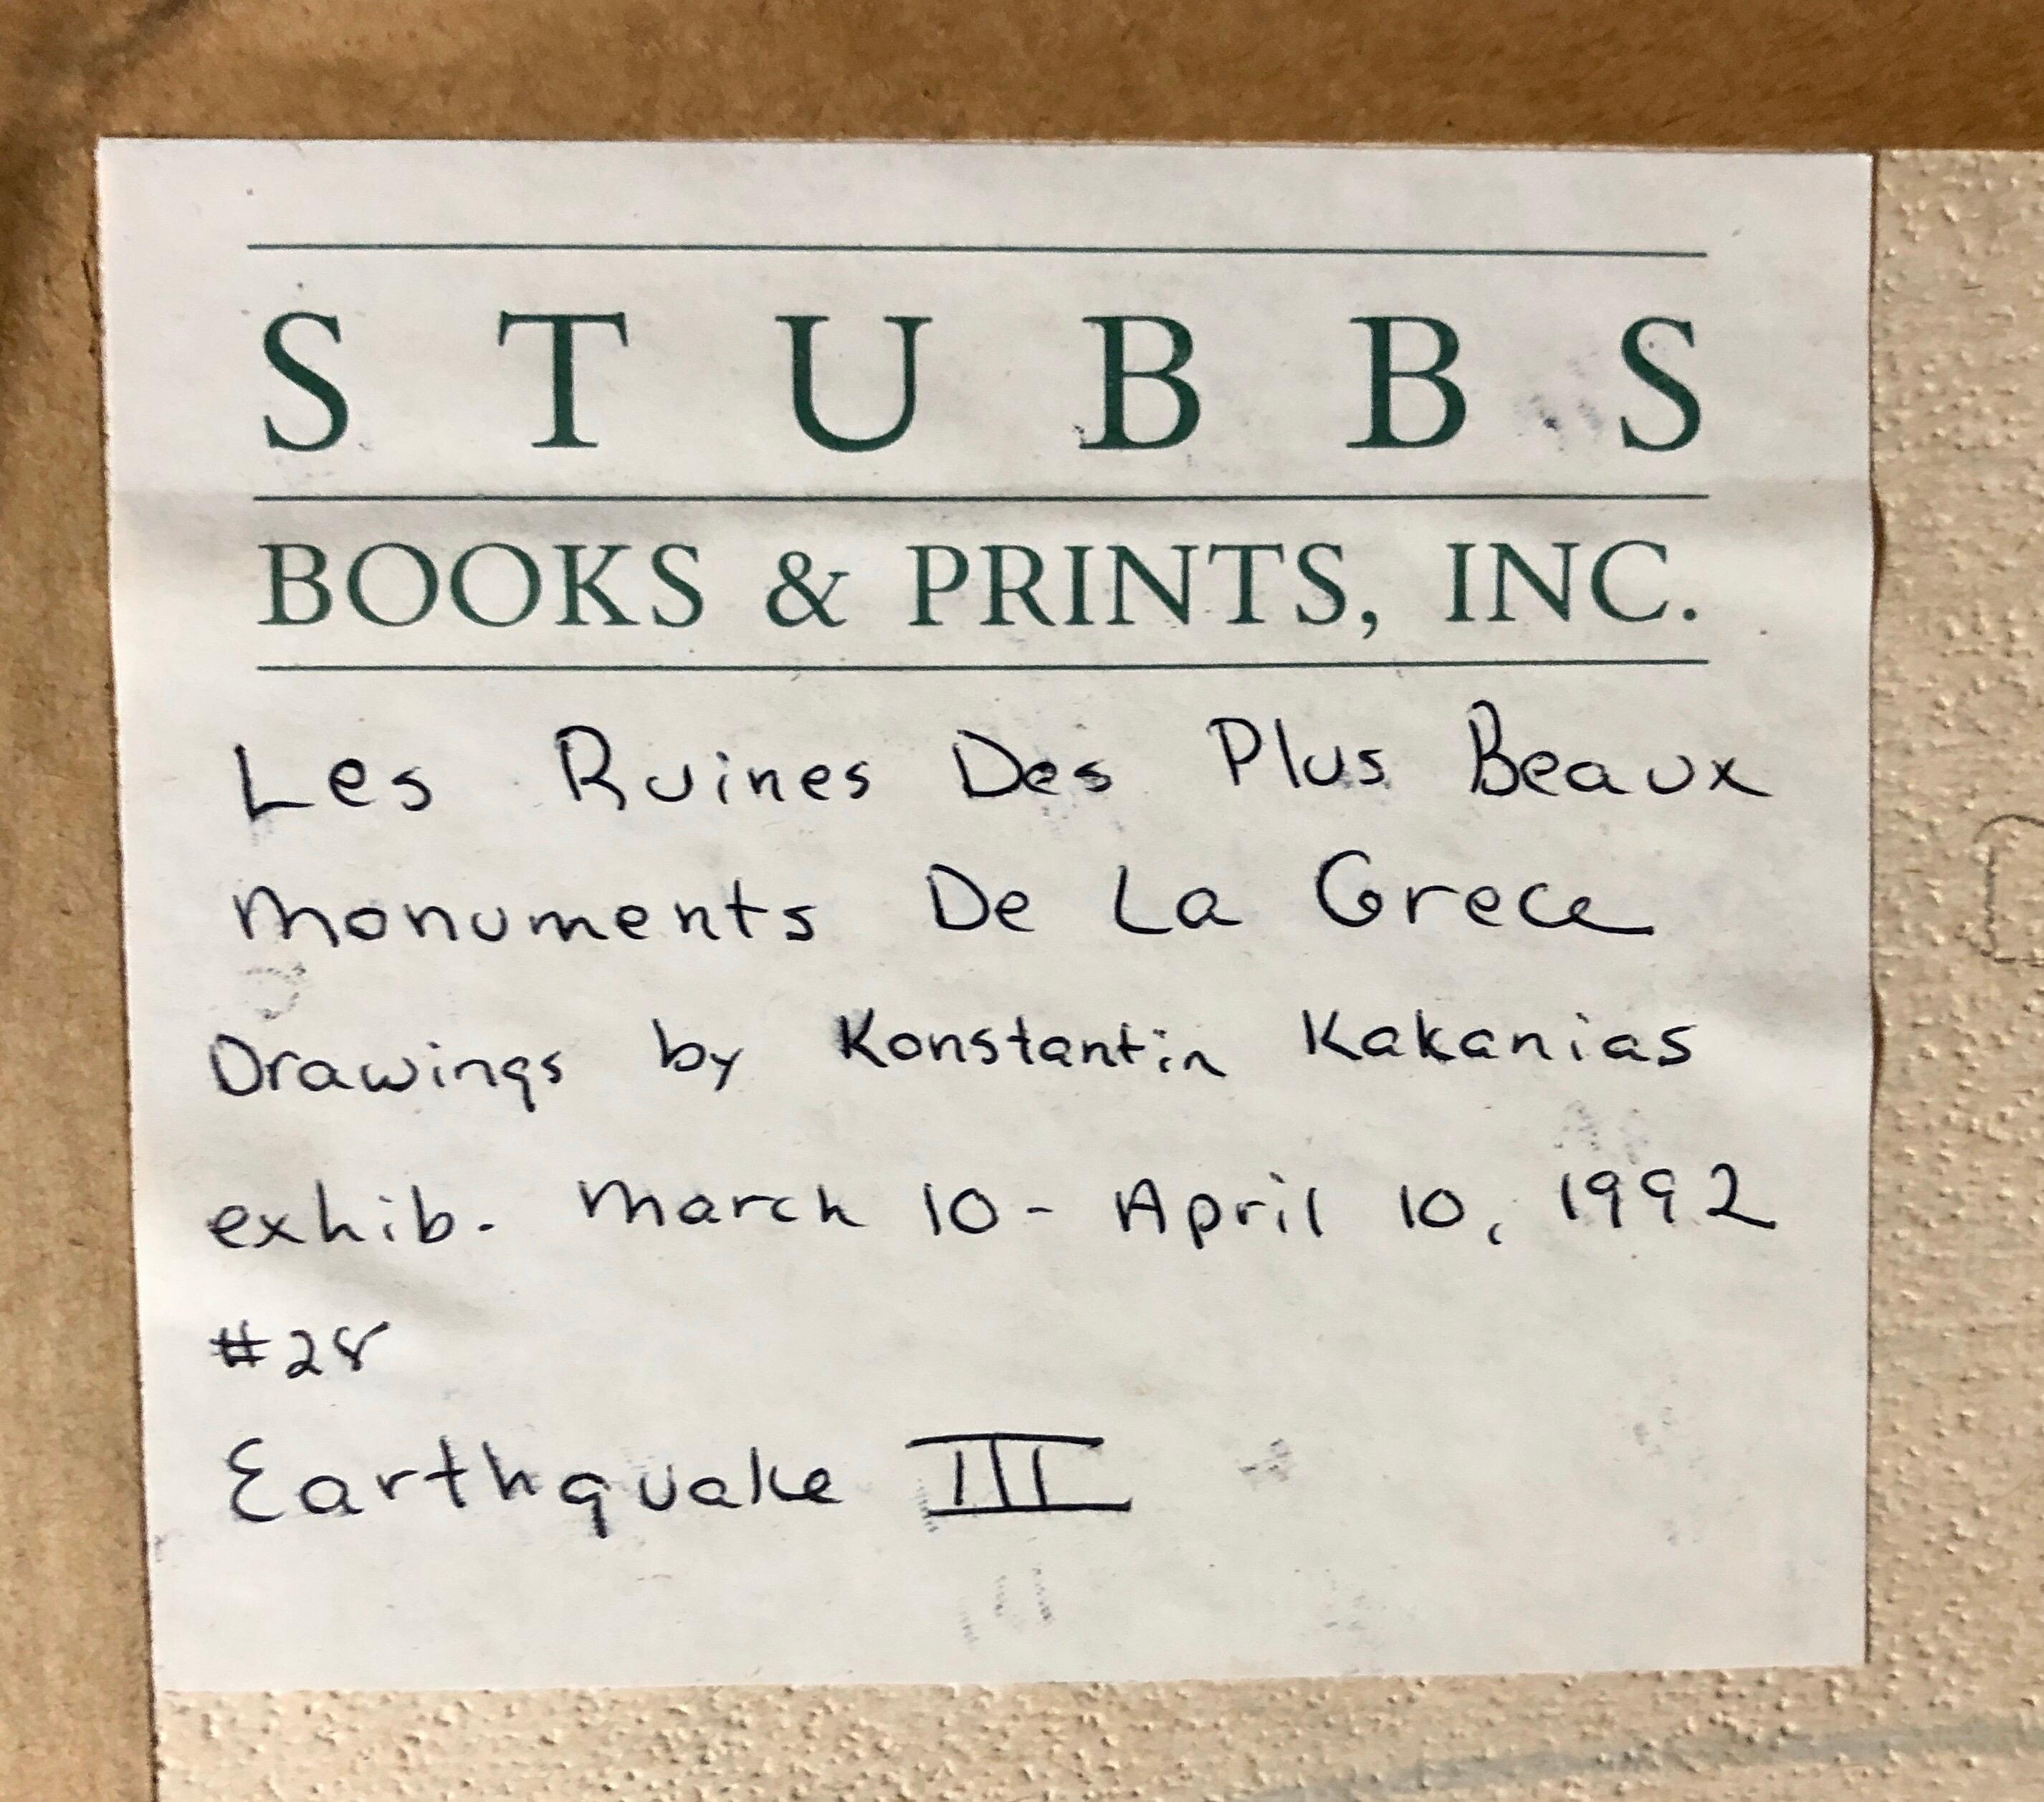 STUBBS
BOOKS & PRINTS, INC.
Les Ruines Des Plus Beaux
Monuments De La Grece
Drawings by Konstantin Kakanias
exhib. March 10 - April 10, 1992
#28
Earthquake III